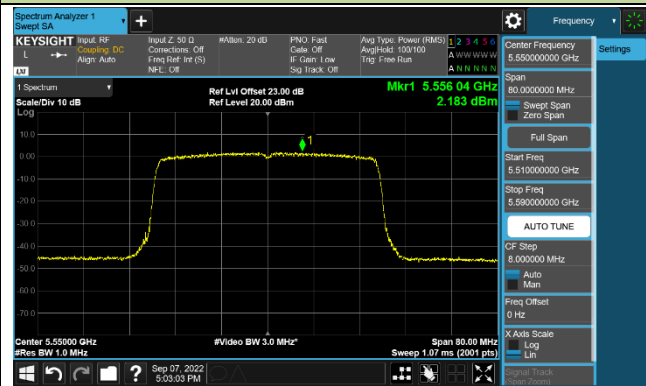 Spectrum Analyzer 1
Swept SA
Frequency
KEYSIGHT
Input: RF
Input Z: 50 Ω
#Atten: 20 dB
PNO: Fast
Avg Type: Power (RMS)
1 2 3 4 5 6
L
Coupling: DC
Corrections: Off
Gate: Off
Avg|Hold: 100/100
A W W W W W
Align: Auto
Freq Ref: Int (S)
IF Gain: Low
Trig: Free Run
NFE: Off
Sig Track: Off
A N N N N N
LXI
1 Spectrum
Scale/Div 10 dB
Ref Lvl Offset 23.00 dB
Ref Level 20.00 dBm
Mkr1 5.556 04 GHz
2.183 dBm
Log
10.0
0.00
-10.0
-20.0
-30.0
-40.0
-50.0
-60.0
-70.0
1
Center 5.55000 GHz
#Res BW 1.0 MHz
#Video BW 3.0 MHz*
Span 80.00 MHz
Sweep 1.07 ms (2001 pts)
Sep 07, 2022
5:03:03 PM
Center Frequency
5.550000000 GHz
Settings
Span
80.0000000 MHz
Swept Span
Zero Span
Full Span
Start Freq
5.510000000 GHz
Stop Freq
5.590000000 GHz
AUTO TUNE
CF Step
8.000000 MHz
Auto
Man
Freq Offset
0 Hz
X Axis Scale
Log
Lin
Signal Track
(Span Zoom)